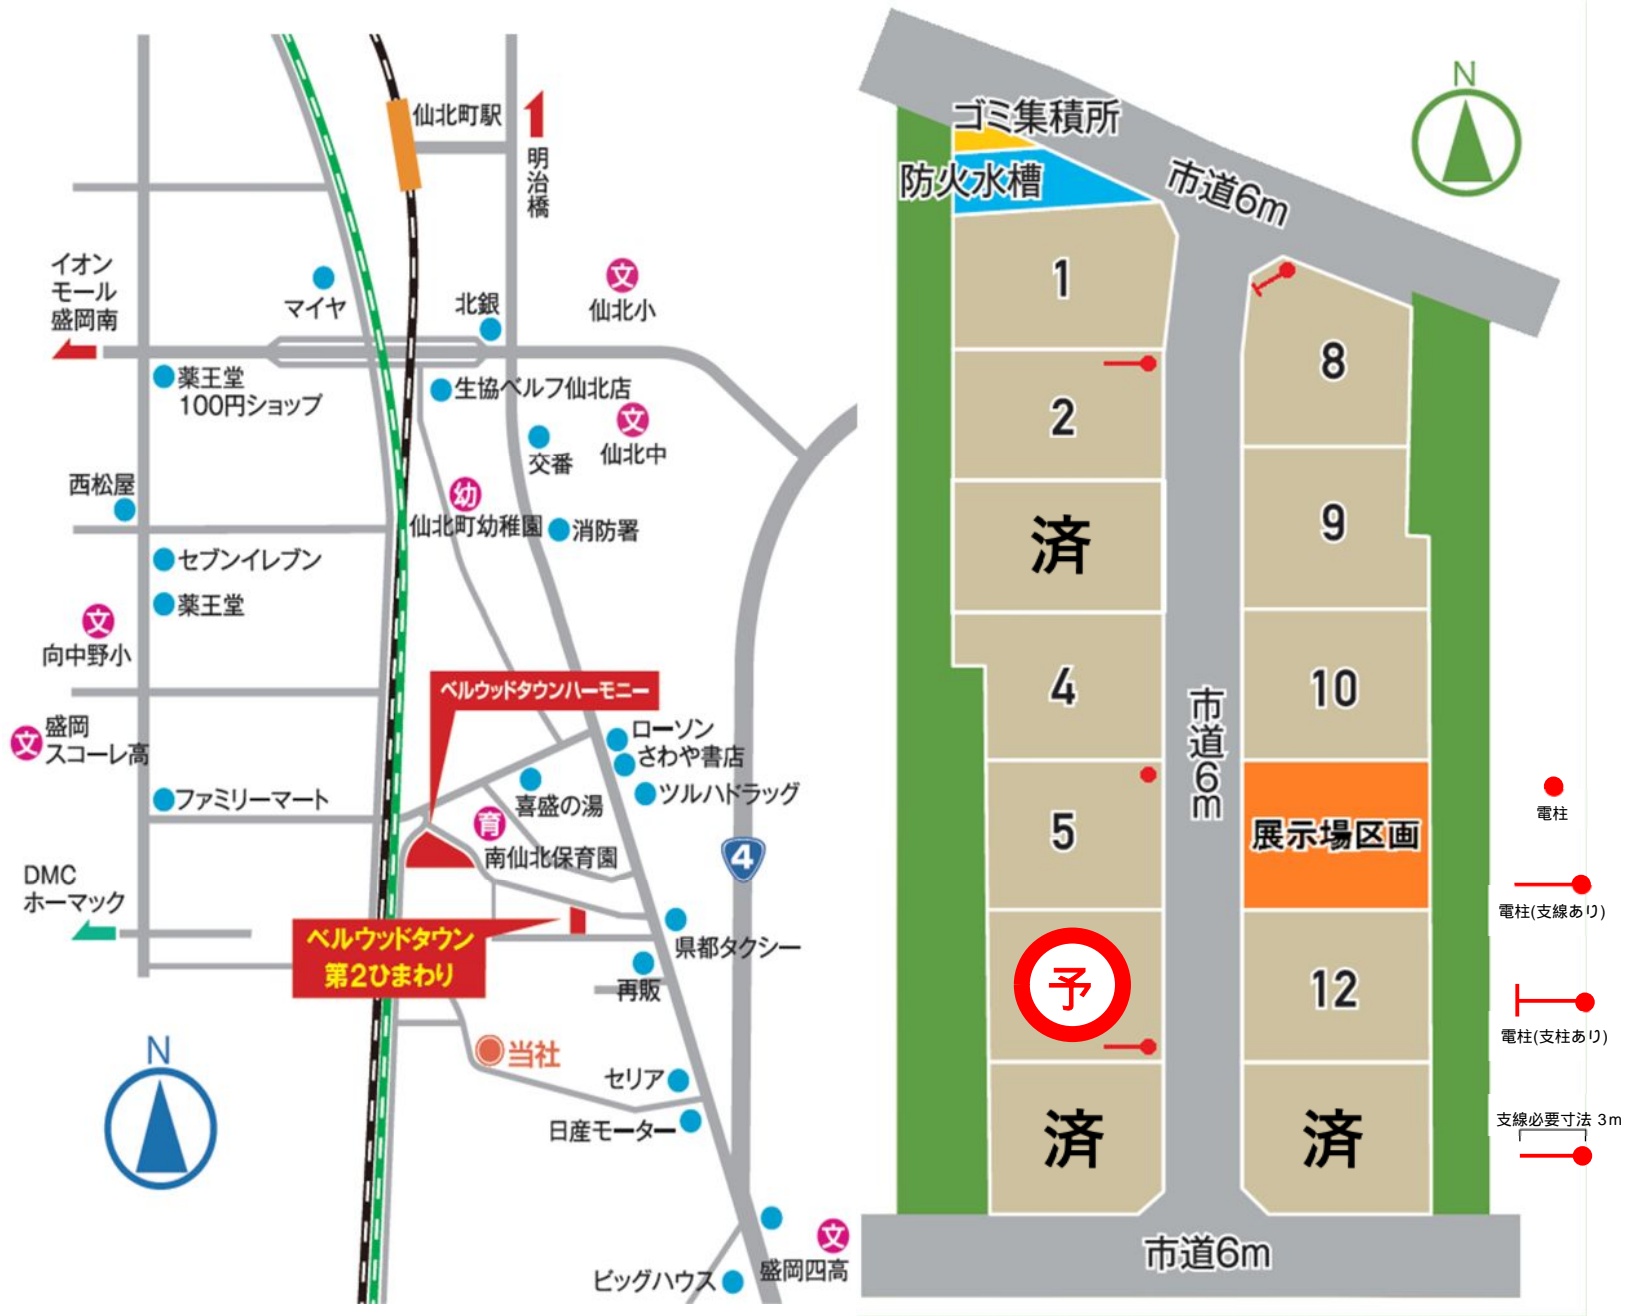 仙北町駅
明治橋
イオン
モール
盛岡南
マイヤ
北銀
文
仙北小
薬王堂
100円ショップ
生協ベルフ仙北店
文
仙北中
交番
西松屋
幼
仙北町幼稚園
消防署
セブンイレブン
薬王堂
文
向中野小
ベルウッドタウンハーモニー
文
盛岡
スコーレ高
ローソン
さわや書店
ツルハドラッグ
喜盛の湯
ファミリーマート
育
南仙北保育園
4
DMC
ホーマック
ベルウッドタウン
第2ひまわり
県都タクシー
再販
N
当社
セリア
日産モーター
文
盛岡四高
ビッグハウス
N
ゴミ集積所
防火水槽
市道6m
1
2
済
4
5
予
済
市道6m
8
9
10
展示場区画
12
済
市道6m
電柱
電柱(支線あり)
電柱(支柱あり)
支線必要寸法 3m